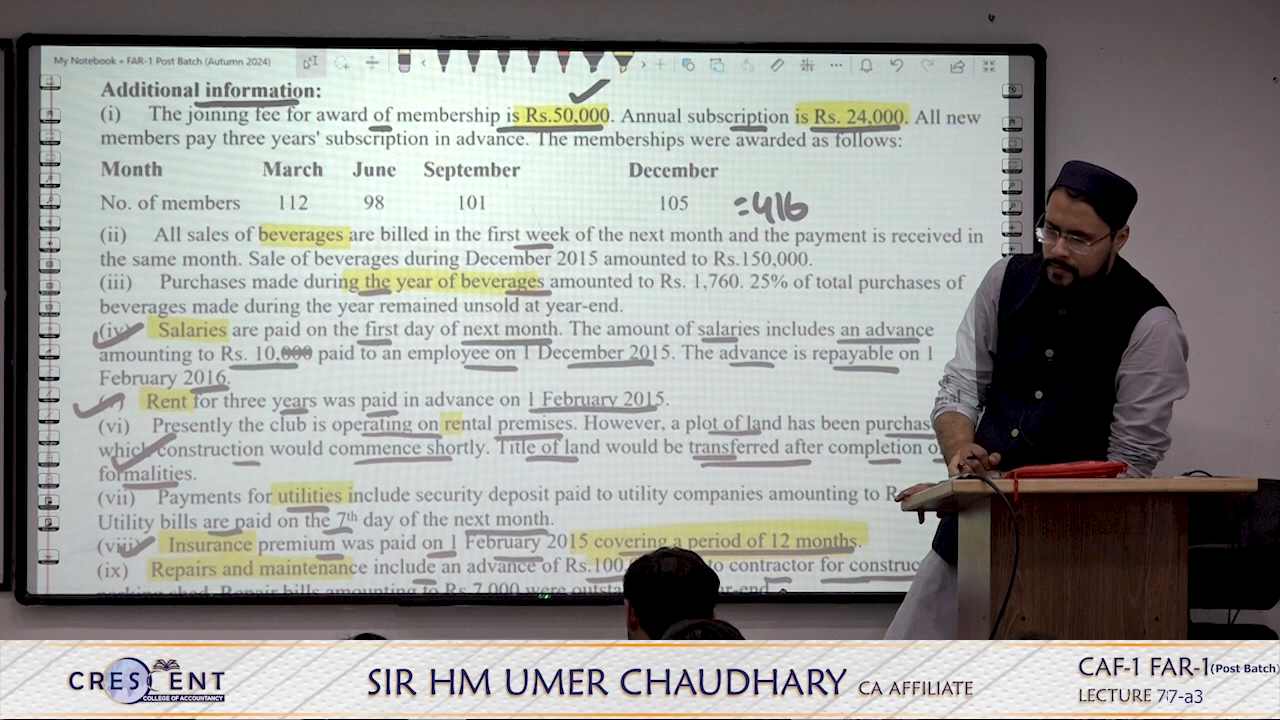 My Notebook » FAR-1 Post Batch (Autumn 2024)
Additional information:
(i) The joining fee for award of membership is Rs.50,000. Annual subscription is Rs. 24,000. All new
members pay three years' subscription in advance. The memberships were awarded as follows:
Month March June September December
No. of members 112 98 101 105 =416
(ii) All sales of beverages are billed in the first week of the next month and the payment is received in
the same month. Sale of beverages during December 2015 amounted to Rs.150,000.
(iii) Purchases made during the year of beverages amounted to Rs. 1,760. 25% of total purchases of
beverages made during the year remained unsold at year-end.
(iv) Salaries are paid on the first day of next month. The amount of salaries includes an advance
amounting to Rs. 10,000 paid to an employee on 1 December 2015. The advance is repayable on 1
February 2016.
Rent for three years was paid in advance on 1 February 2015.
(vi) Presently the club is operating on rental premises. However, a plot of land has been purchas
which construction would commence shortly. Title of land would be transferred after completion o
gal
formalities.
(vii) Payments for utilities include security deposit paid to utility companies amounting to R
Utility bills are paid on the 7th day of the next month.
(viii) Insurance premium was paid on 1 February 2015 covering a period of 12 months.
(ix) Repairs and maintenance include an advance of Rs.100, to contractor for construc
parking shed. Repair bills amounting to Rs.7,000 were outsta r-end.
CRESCENT
COLLEGE OF ACCOUNTANCY
SIR HM UMER CHAUDHARY CA AFFILIATE
CAF-1 FAR-1 (Post Batch)
LECTURE 77-a3